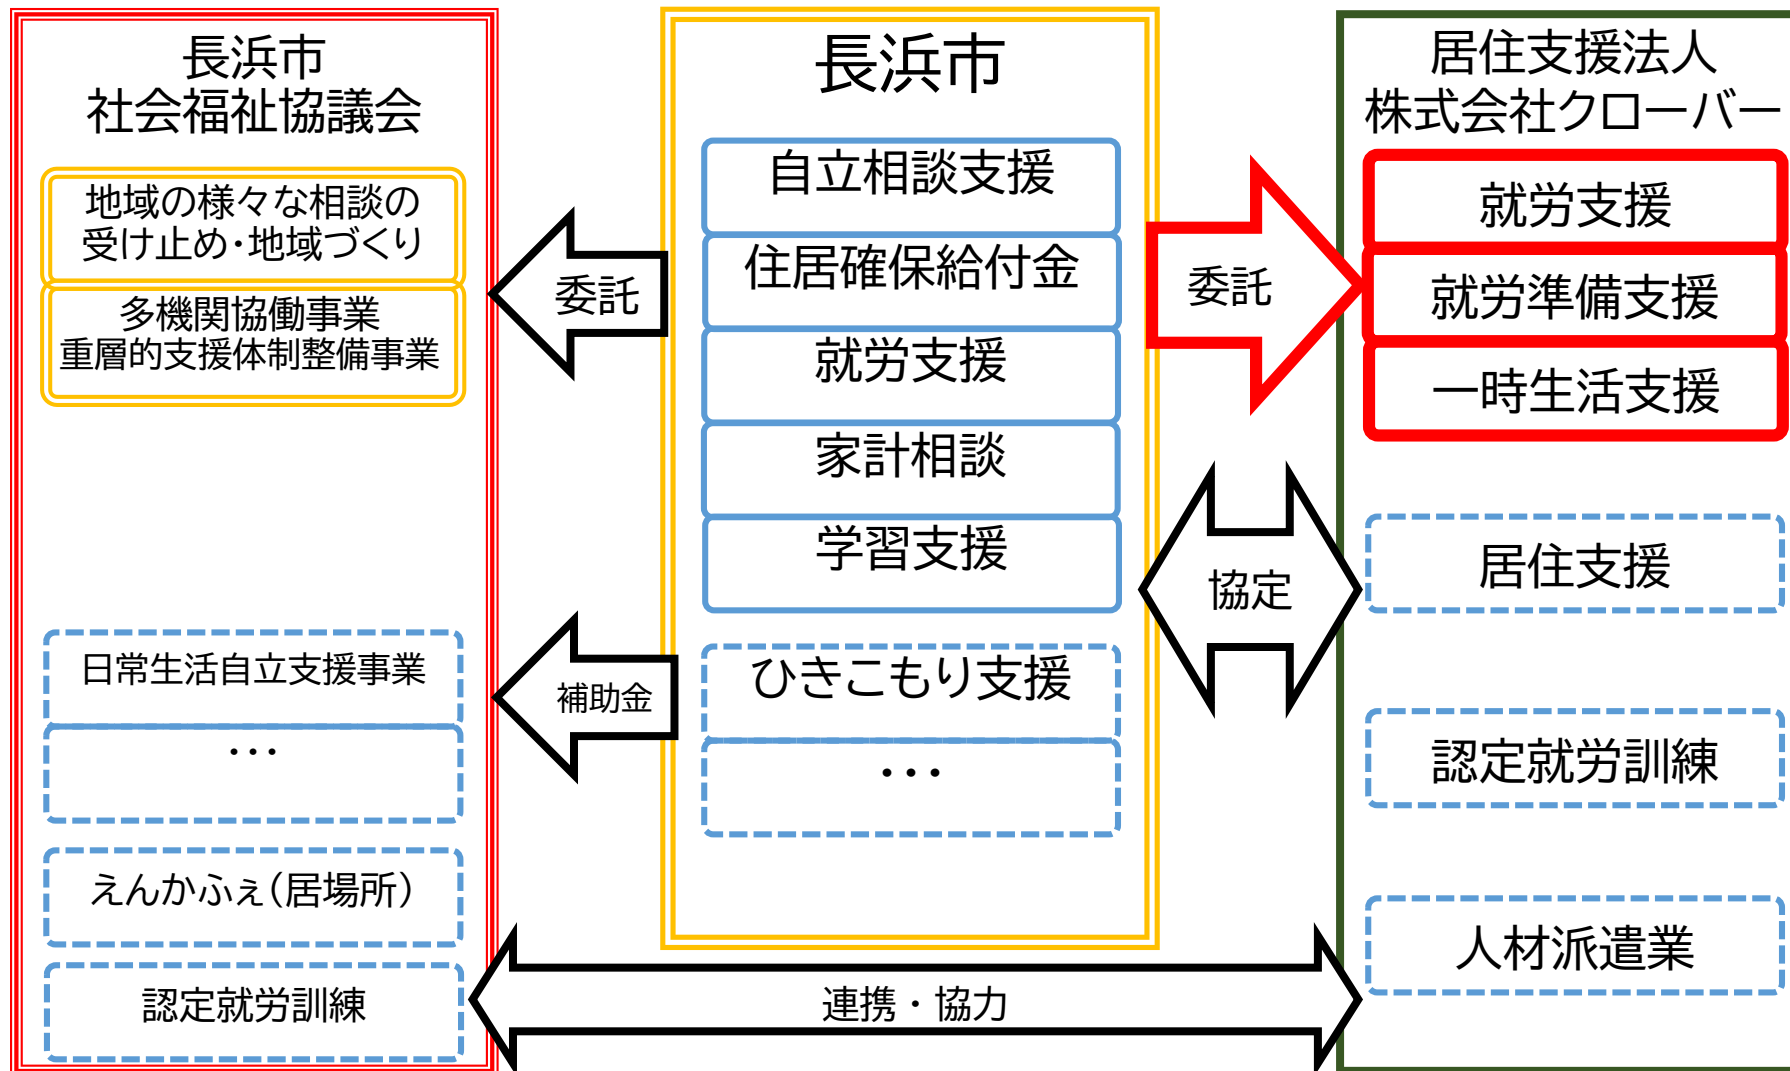 長浜市
社会福祉協議会
地域の様々な相談の
受け止め・地域づくり
多機関協働事業
重層的支援体制整備事業
日常生活自立支援事業
…
えんかふぇ（居場所）
認定就労訓練
委託
補助金
長浜市
自立相談支援
住居確保給付金
就労支援
家計相談
学習支援
ひきこもり支援
…
委託
協定
連携・協力
居住支援法人
株式会社クローバー
就労支援
就労準備支援
一時生活支援
居住支援
認定就労訓練
人材派遣業